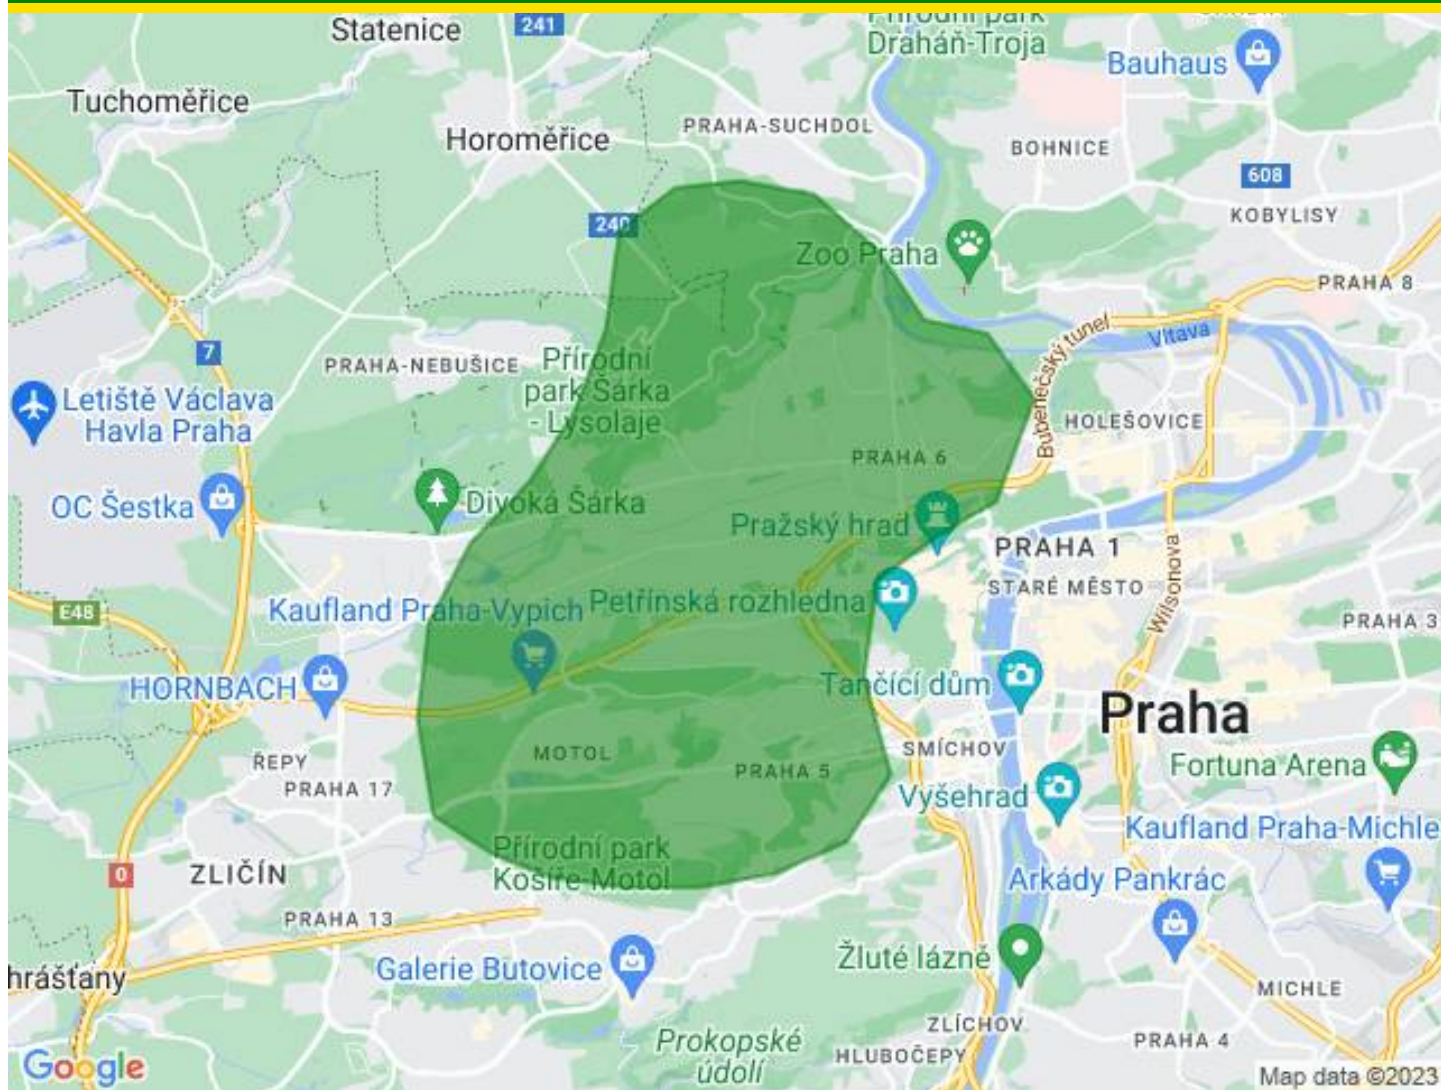 Statenice
241
Přírodní park
Draháň-Troja
Bauhaus
Tuchoměřice
Horoměřice
PRAHA-SUCHDOL
BOHNICE
608
KOBYLISY
240
Zoo Praha
PRAHA 8
Bubenečský tunel
Vltava
7
PRAHA-NEBUŠICE
Přírodní
park Šárka
- Lysolaje
Letiště Václava
Havla Praha
HOLEŠOVICE
PRAHA 6
OC Šestka
Divoká Šárka
Pražský hrad
PRAHA 1
STARÉ MĚSTO
Wilsonova
E48
Kaufland Praha-Vypich
Petřínská rozhledna
PRAHA 3
HORNBACH
Tančící dům
Praha
ŘEPY
MOTOL
SMÍCHOV
PRAHA 5
Fortuna Arena
PRAHA 17
Vyšehrad
Kaufland Praha-Michle
Přírodní park
Košíře-Motol
0
ZLIČÍN
Arkády Pankrác
PRAHA 13
Galerie Butovice
Žluté lázně
hrášťany
MICHLE
ZLÍCHOV
Prokopské
údolí
HLUBOČEPY
PRAHA 4
Google
Map data ©2023